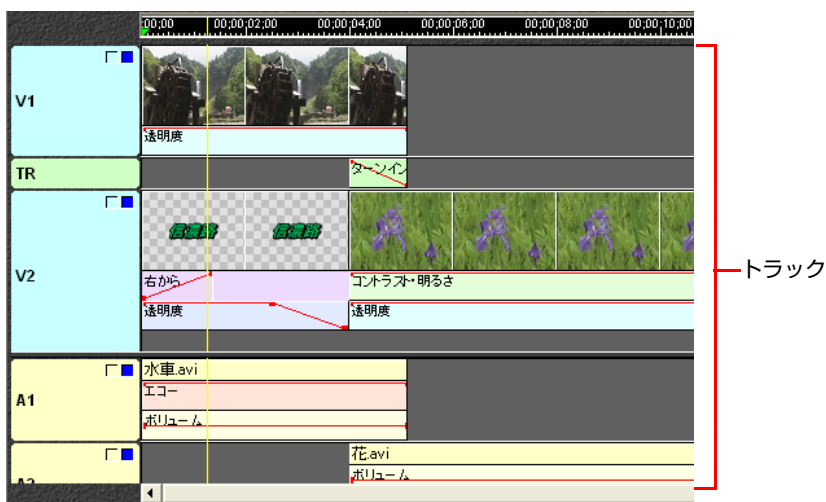 :00;00 00;00;02;00 00;00;04;00 00;00;06;00 00;00;08;00 00;00;10;00
V1
透明度
TR
ターンイン
V2
信濃路 信濃路
右から
コントラスト・明るさ
透明度
透明度
トラック
A1
水車.avi
エコー
ボリューム
A2
花.avi
ボリューム